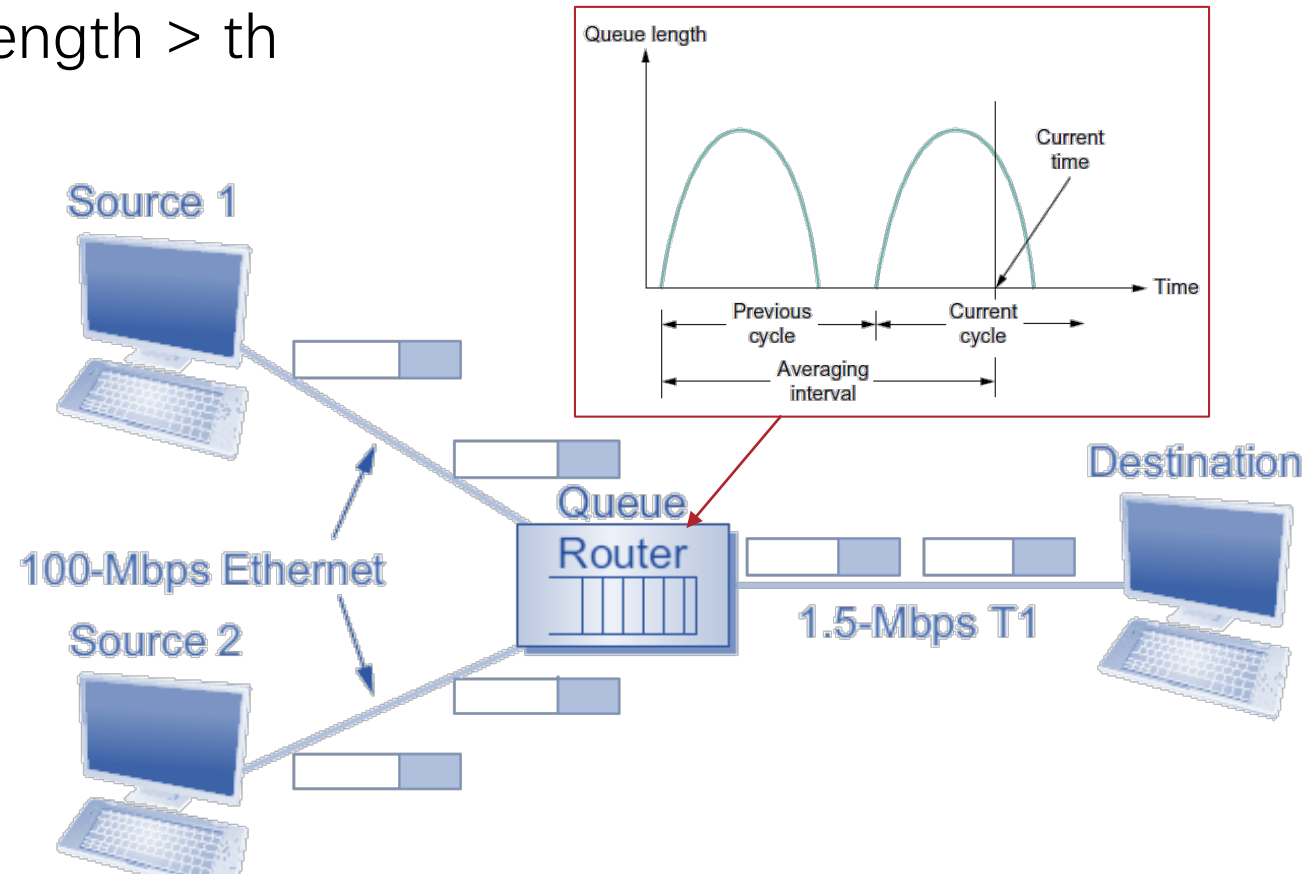 > th
Queue length
Current
time
Time
Previous
cycle
Current
cycle
Averaging
interval
Source 1
Destination
Queue
Router
100-Mbps Ethernet
1.5-Mbps T1
Source 2